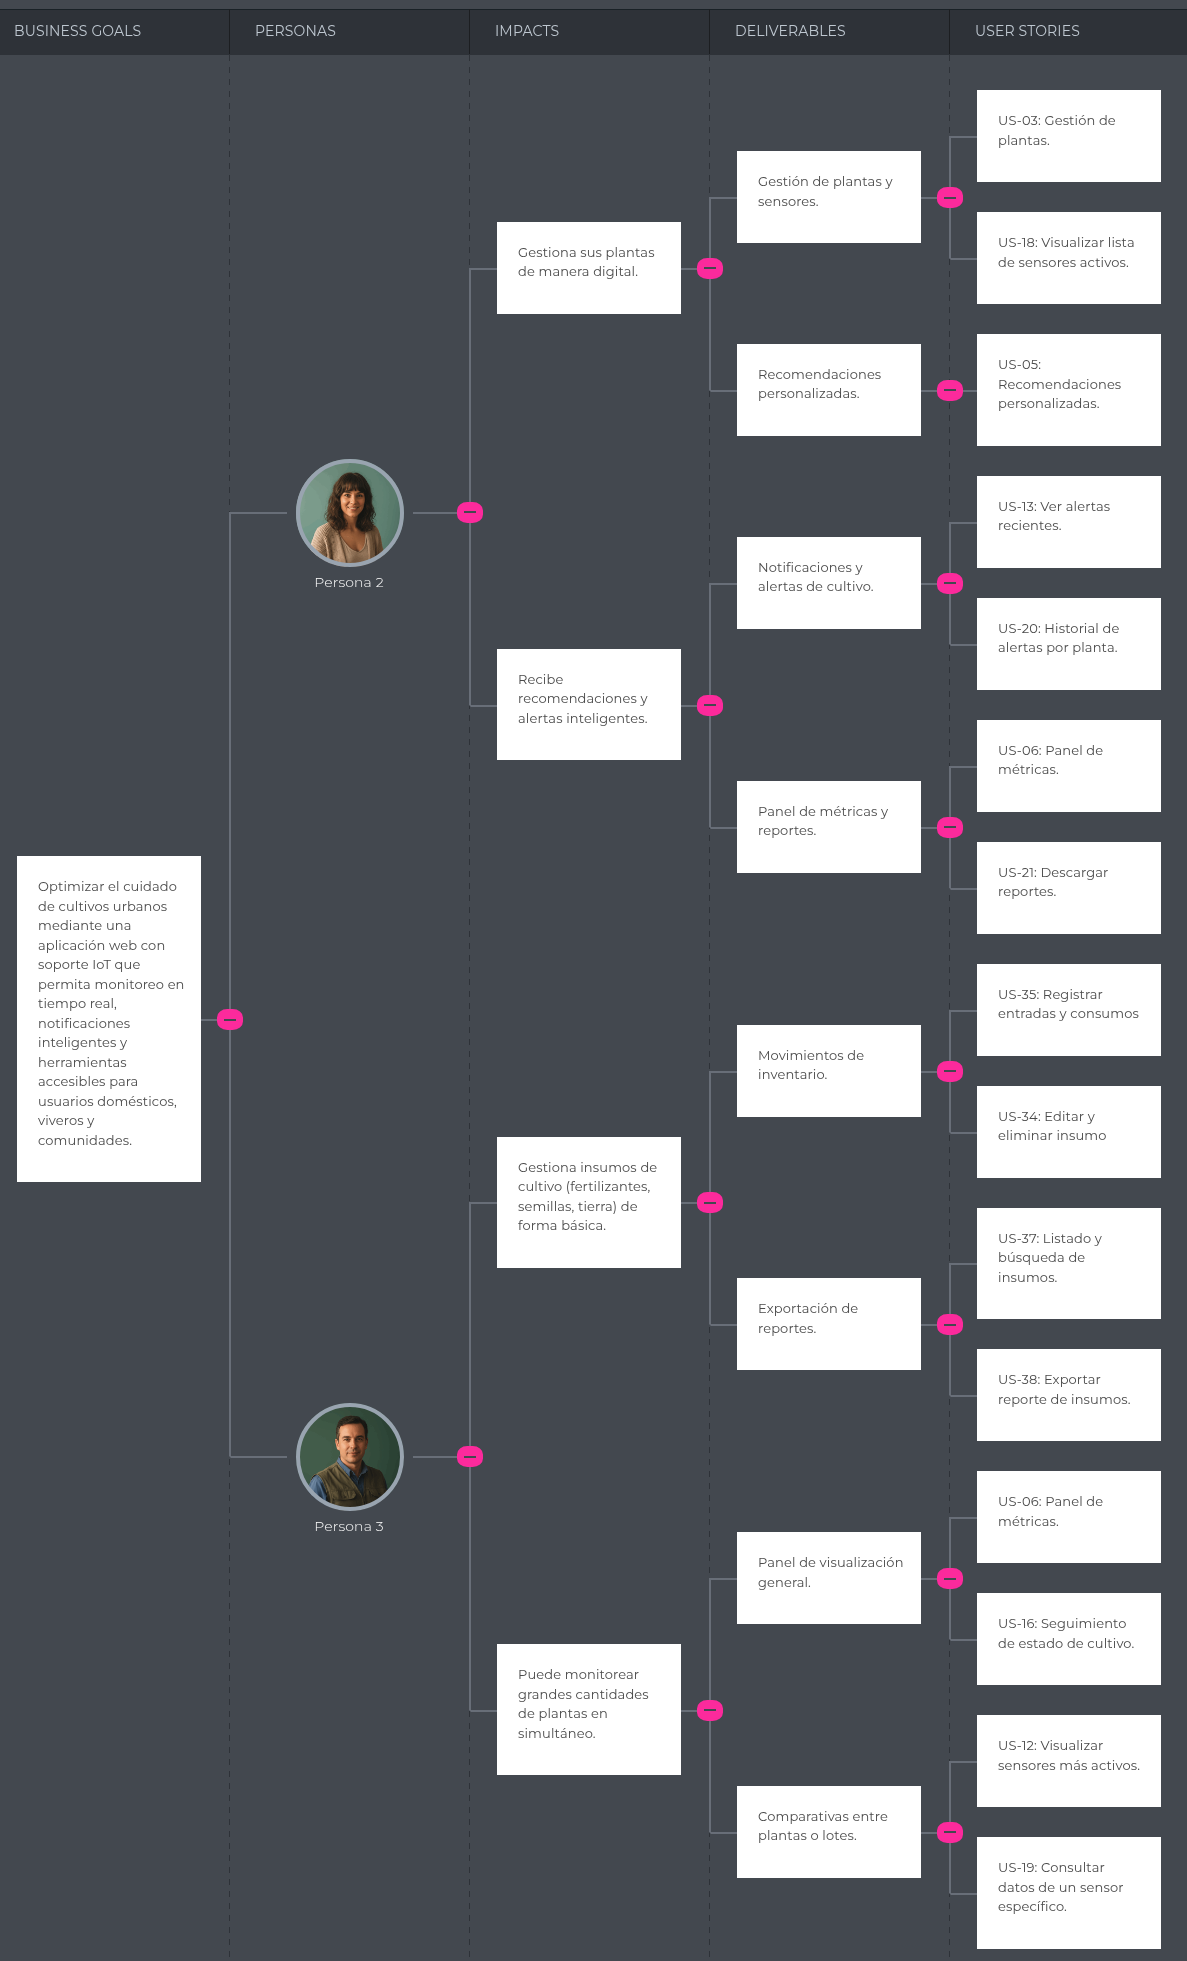 BUSINESS GOALS
PERSONAS
IMPACTS
DELIVERABLES
USER STORIES
Optimizar el cuidado
de cultivos urbanos
mediante una
aplicación web con
soporte IoT que
permita monitoreo en
tiempo real,
notificaciones
inteligentes y
herramientas
accesibles para
usuarios domésticos,
viveros y
comunidades.
Persona 2
Gestiona sus plantas
de manera digital.
Gestión de plantas y
sensores.
US-03: Gestión de
plantas.
US-18: Visualizar lista
de sensores activos.
Recomendaciones
personalizadas.
US-05:
Recomendaciones
personalizadas.
Recibe
recomendaciones y
alertas inteligentes.
Notificaciones y
alertas de cultivo.
US-13: Ver alertas
recientes.
US-20: Historial de
alertas por planta.
Panel de métricas y
reportes.
US-06: Panel de
métricas.
US-21: Descargar
reportes.
Persona 3
Gestiona insumos de
cultivo (fertilizantes,
semillas, tierra) de
forma básica.
Movimientos de
inventario.
US-35: Registrar
entradas y consumos
US-34: Editar y
eliminar insumo
Exportación de
reportes.
US-37: Listado y
búsqueda de
insumos.
US-38: Exportar
reporte de insumos.
Puede monitorear
grandes cantidades
de plantas en
simultáneo.
Panel de visualización
general.
US-06: Panel de
métricas.
US-16: Seguimiento
de estado de cultivo.
Comparativas entre
plantas o lotes.
US-12: Visualizar
sensores más activos.
US-19: Consultar
datos de un sensor
específico.